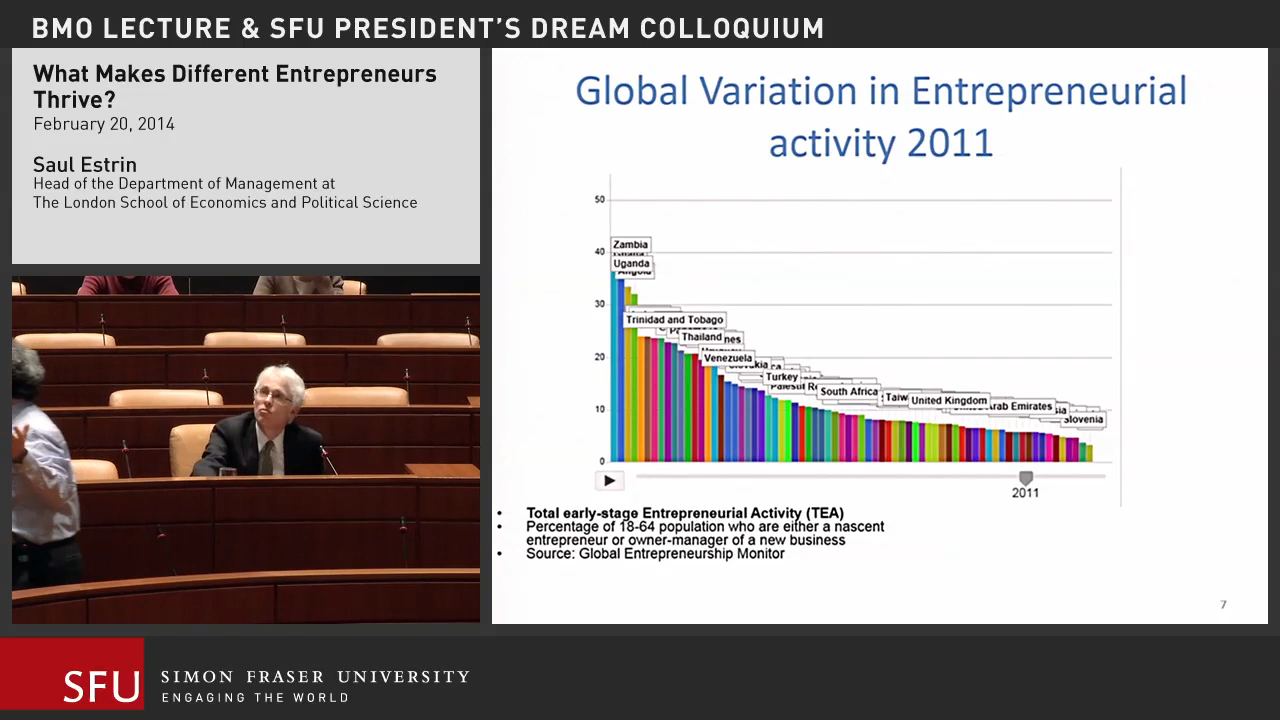 BMO LECTURE & SFU PRESIDENT'S DREAM COLLOQUIUM
What Makes Different Entrepreneurs
Thrive?
February 20, 2014
Saul Estrin
Head of the Department of Management at
The London School of Economics and Political Science
Global Variation in Entrepreneurial
activity 2011
50
40
30
20
10
0
Zambia
Uganda
Angola
Trinidad and Tobago
Thailand
Venezuela
Turkey
South Africa
United Kingdom
Arab Emirates
Slovenia
2011
• Total early-stage Entrepreneurial Activity (TEA)
• Percentage of 18-64 population who are either a nascent
entrepreneur or owner-manager of a new business
• Source: Global Entrepreneurship Monitor
7
SFU
SIMON FRASER UNIVERSITY
ENGAGING THE WORLD